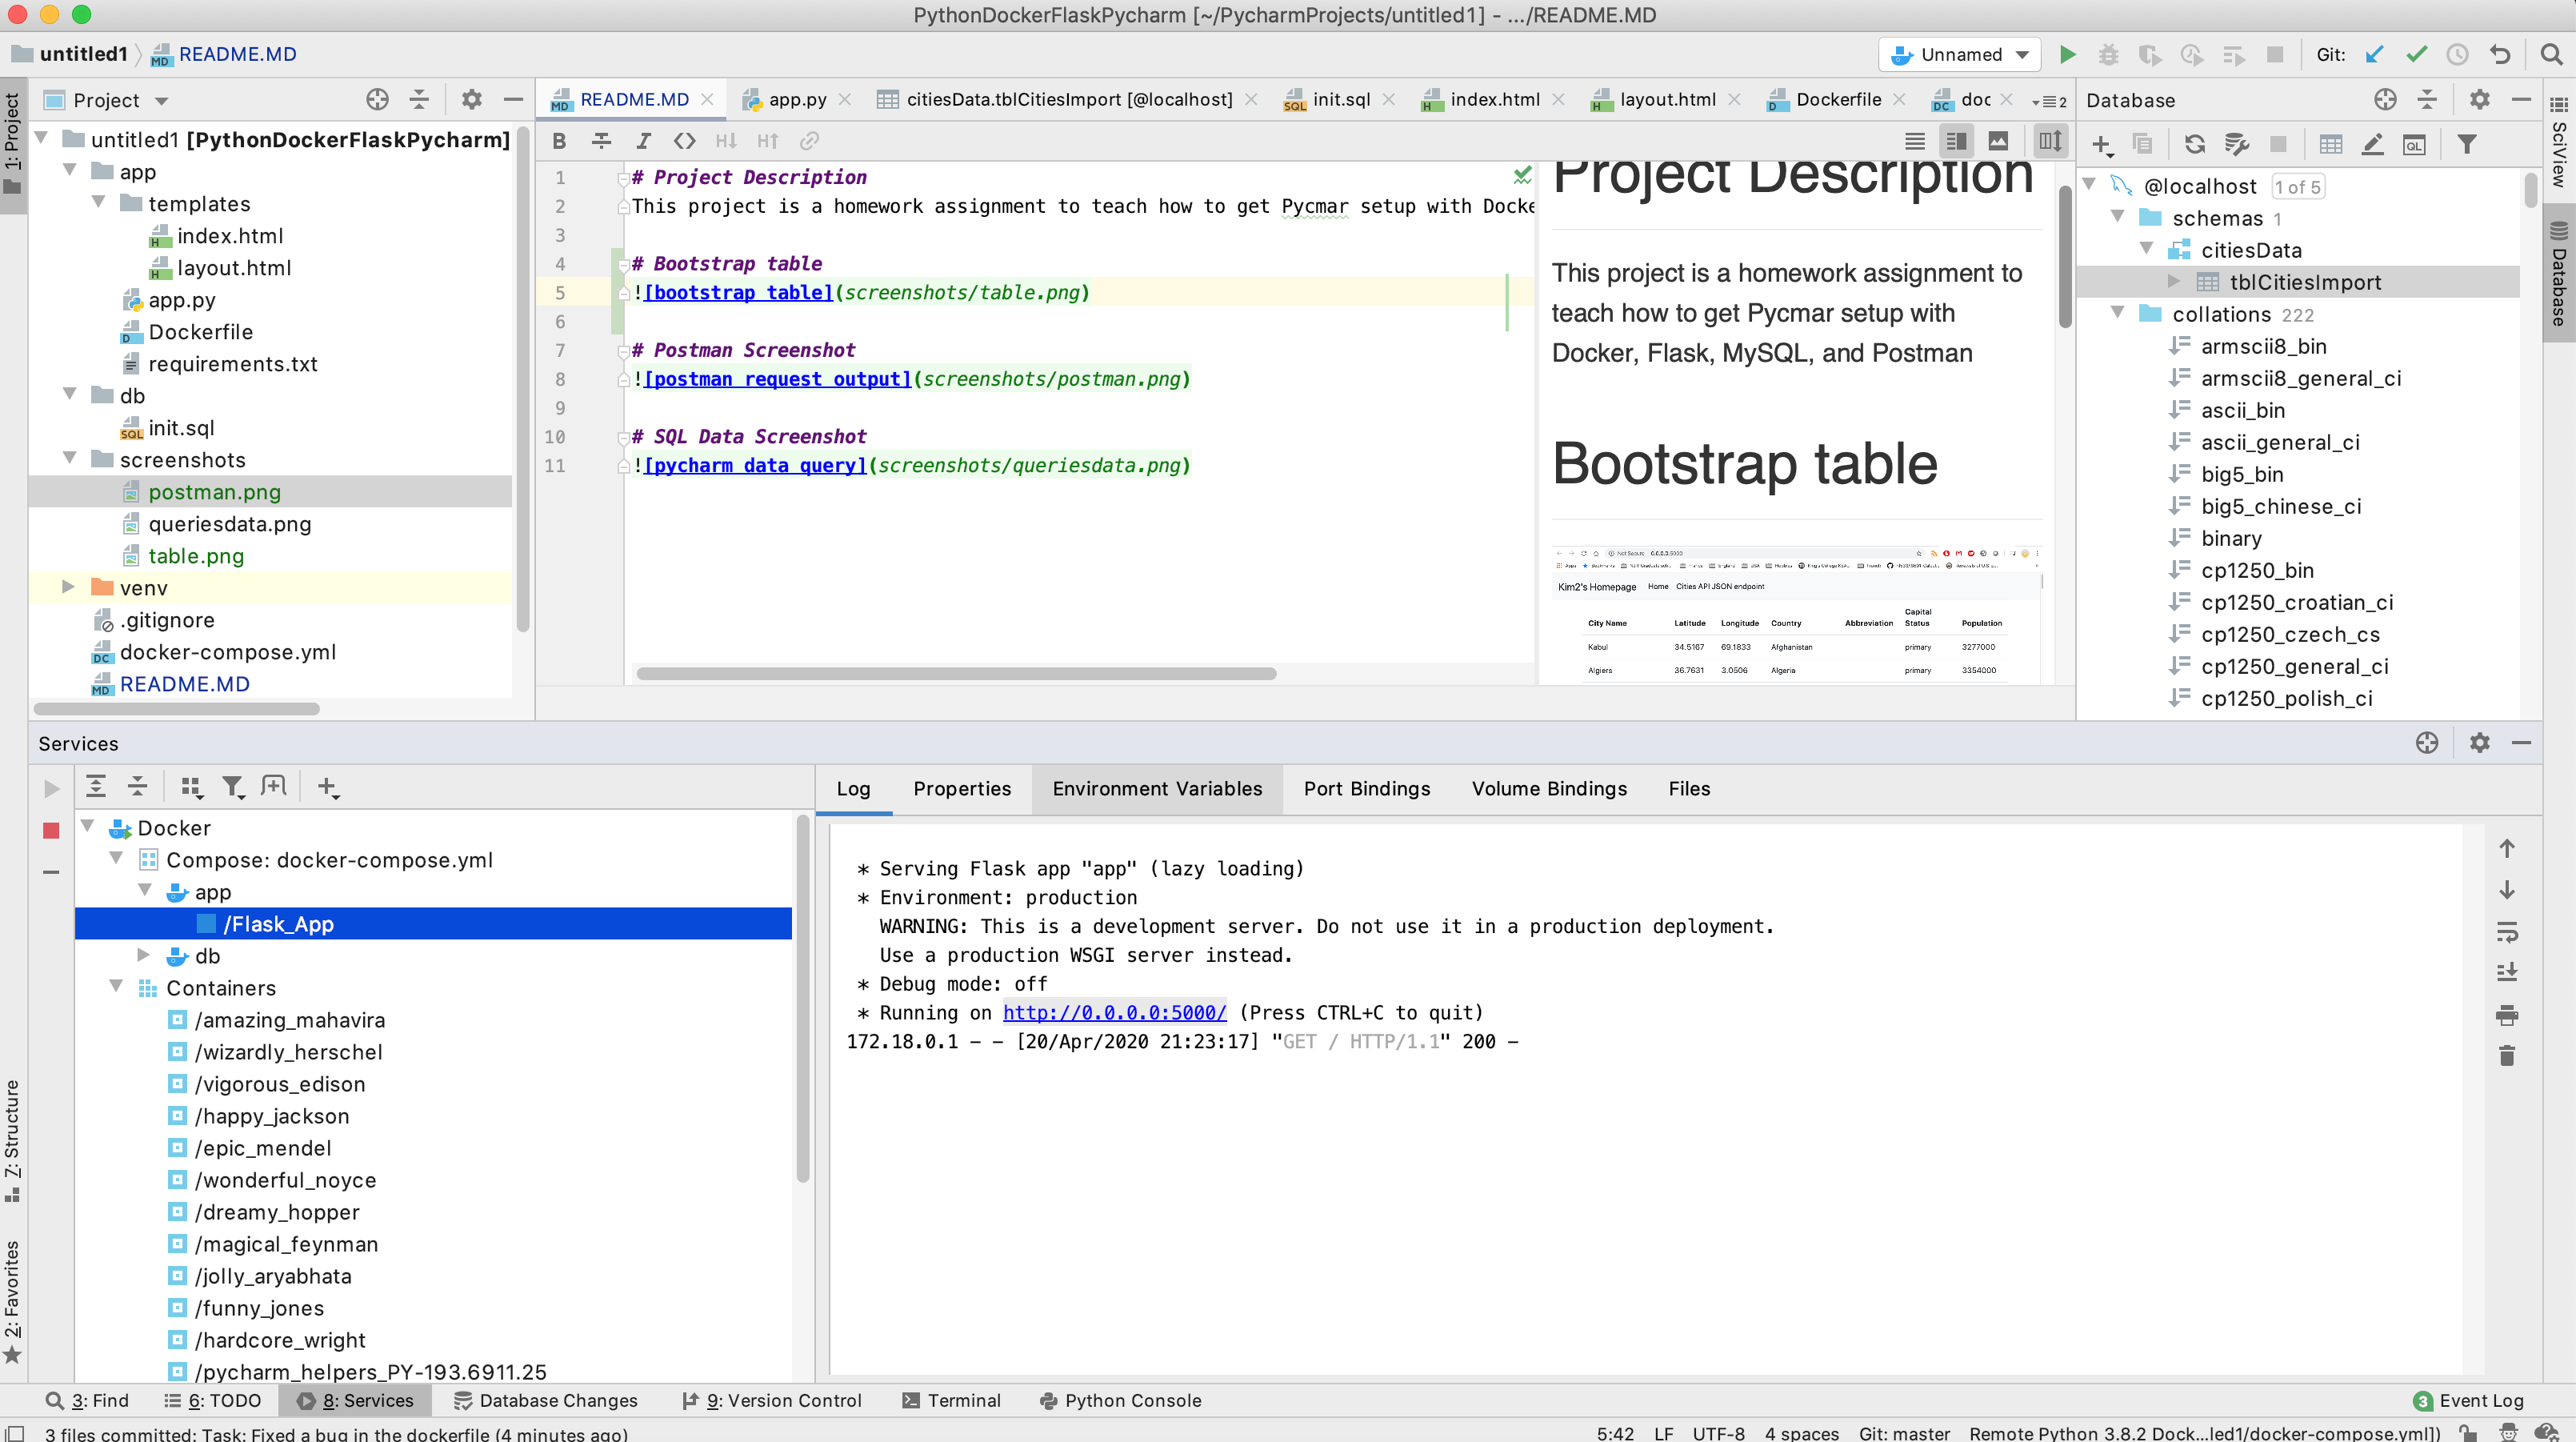 PythonDockerFlaskPycharm [~/PycharmProjects/untitled1] - .../README.MD
untitled1 README.MD
Unnamed Git:
1: Project
Project
README.MD app.py citiesData.tblCitiesImport [@localhost] init.sql index.html layout.html Dockerfile doc 2
Database
SciView
Database
untitled1 [PythonDockerFlaskPycharm]
app
templates
index.html
layout.html
app.py
Dockerfile
requirements.txt
db
init.sql
screenshots
postman.png
queriesdata.png
table.png
venv
.gitignore
docker-compose.yml
README.MD
1 # Project Description
2 This project is a homework assignment to teach how to get Pycmar setup with Docke
3
4 # Bootstrap table
5 ![bootstrap table](screenshots/table.png)
6
7 # Postman Screenshot
8 ![postman request output](screenshots/postman.png)
9
10 # SQL Data Screenshot
11 ![pycharm data query](screenshots/queriesdata.png)
Project Description
This project is a homework assignment to
teach how to get Pycmar setup with
Docker, Flask, MySQL, and Postman
Bootstrap table
Not Secure 0.0.0.0:5000
Apps Bookmarks
Kim2's Homepage Home Cities API JSON endpoint
City Name Latitude Longitude Country Abbreviation Capital Status Population
Kabul 34.5167 69.1833 Afghanistan primary 3277000
Algiers 36.7631 3.0506 Algeria primary 3354000
@localhost 1 of 5
schemas 1
citiesData
tblCitiesImport
collations 222
armscii8_bin
armscii8_general_ci
ascii_bin
ascii_general_ci
big5_bin
big5_chinese_ci
binary
cp1250_bin
cp1250_croatian_ci
cp1250_czech_cs
cp1250_general_ci
cp1250_polish_ci
Services
Log Properties Environment Variables Port Bindings Volume Bindings Files
Docker
Compose: docker-compose.yml
app
/Flask_App
db
Containers
/amazing_mahavira
/wizardly_herschel
/vigorous_edison
/happy_jackson
/epic_mendel
/wonderful_noyce
/dreamy_hopper
/magical_feynman
/jolly_aryabhata
/funny_jones
/hardcore_wright
/pycharm_helpers_PY-193.6911.25
* Serving Flask app "app" (lazy loading)
* Environment: production
WARNING: This is a development server. Do not use it in a production deployment.
Use a production WSGI server instead.
* Debug mode: off
* Running on http://0.0.0.0:5000/ (Press CTRL+C to quit)
172.18.0.1 - - [20/Apr/2020 21:23:17] "GET / HTTP/1.1" 200 -
7: Structure
2: Favorites
3: Find 6: TODO 8: Services Database Changes 9: Version Control Terminal Python Console 3 Event Log
3 files committed: Task: Fixed a bug in the dockerfile (4 minutes ago) 5:42 LF UTF-8 4 spaces Git: master Remote Python 3.8.2 Dock...led1/docker-compose.yml])